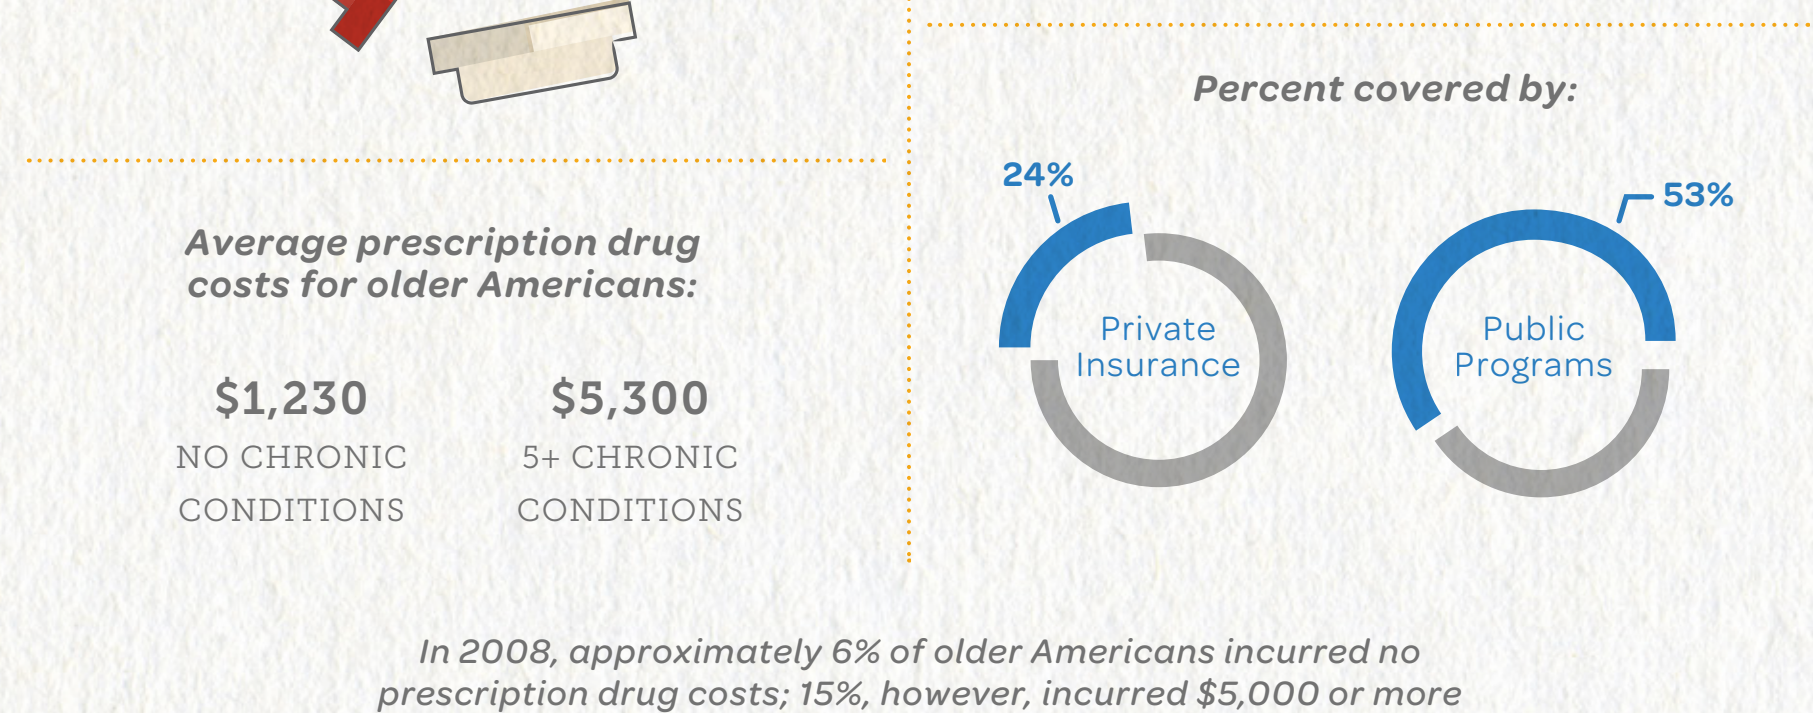 Average prescription drug
costs for older Americans:
$1,230
NO CHRONIC
CONDITIONS
$5,300
5+ CHRONIC
CONDITIONS
Percent covered by:
24%
Private
Insurance
53%
Public
Programs
In 2008, approximately 6% of older Americans incurred no
prescription drug costs; 15%, however, incurred $5,000 or more